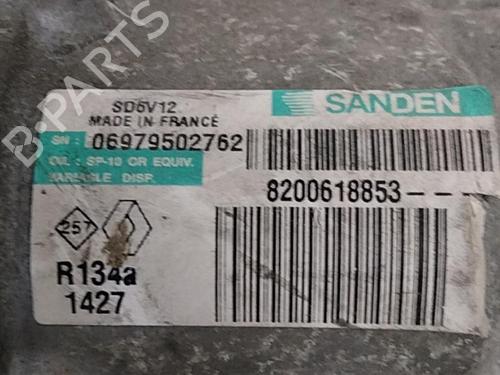 B-PARTS
SD6V12
MADE IN FRANCE
SANDEN
SN : 06979502762
OIL : SP-10 OR EQUIV.
VARIABLE DISP.
8200618853---
257
R134a
1427